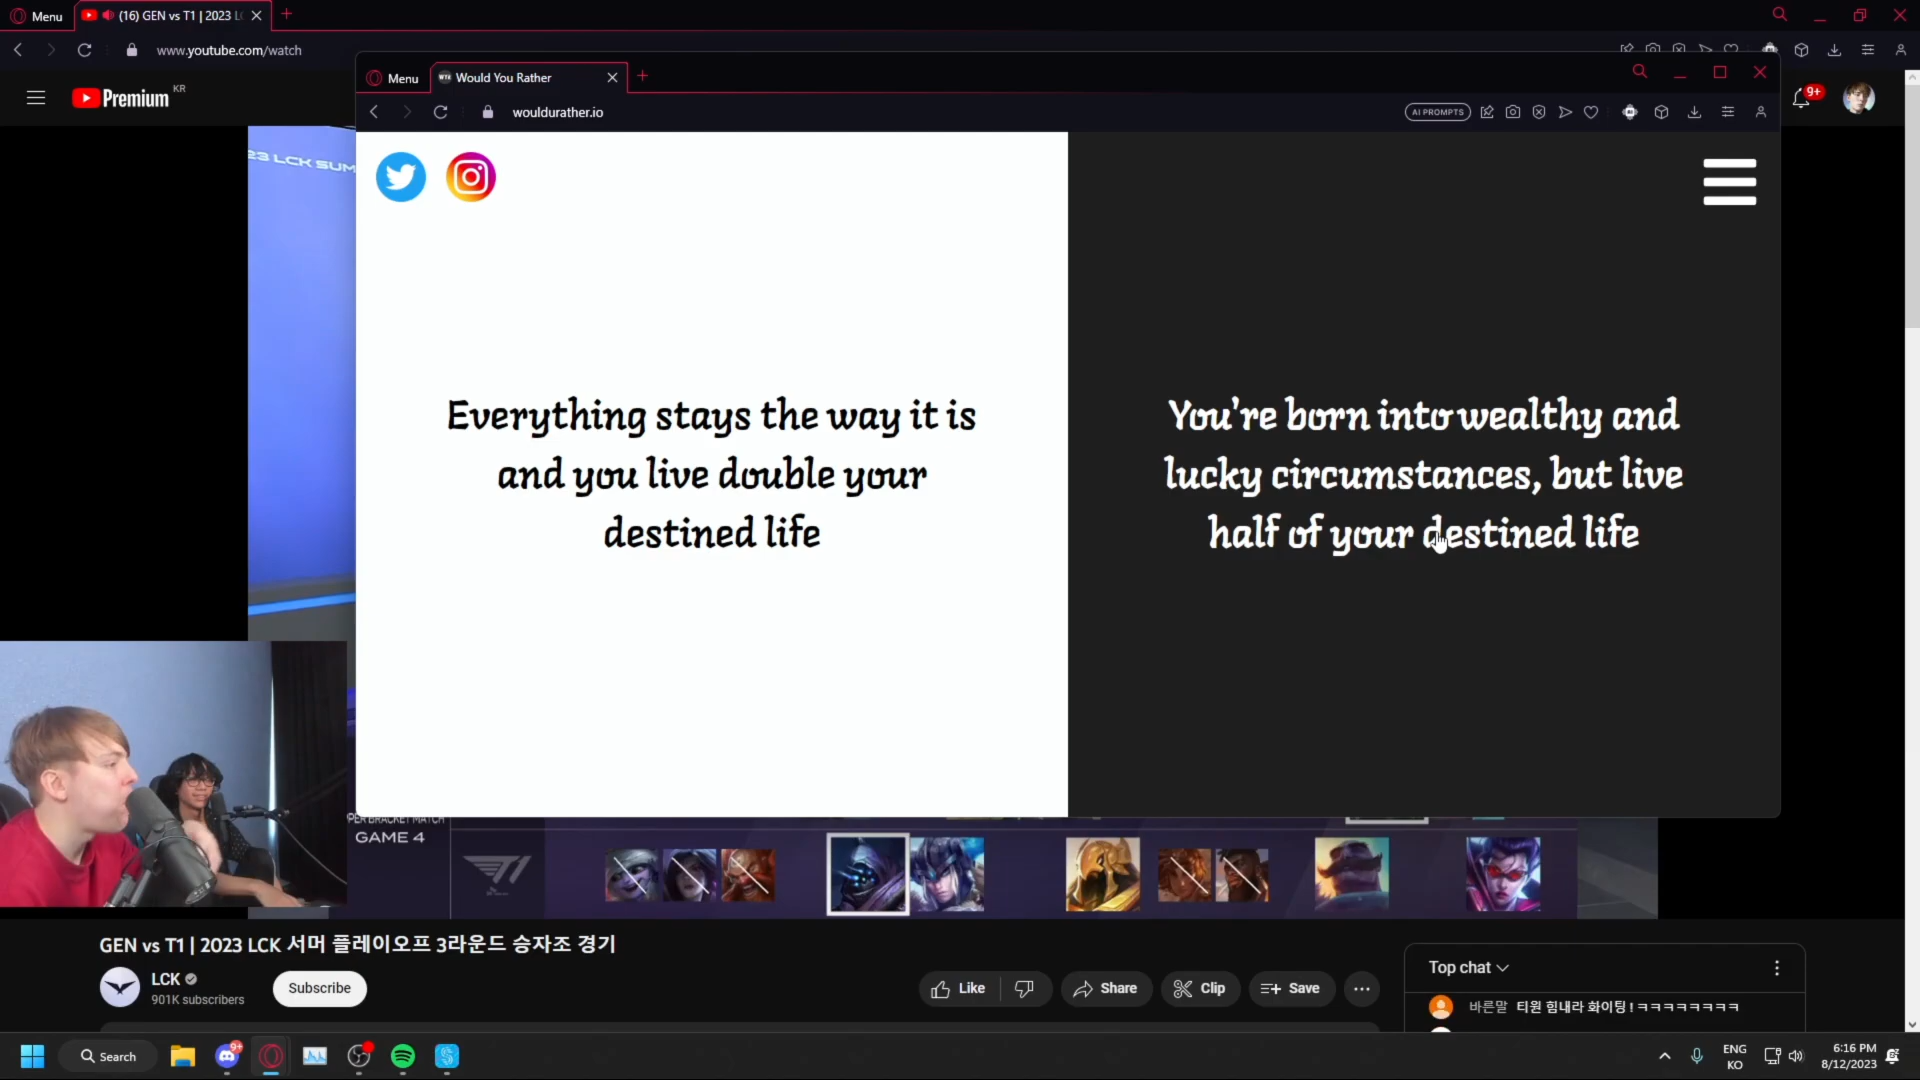 Menu
(16) GEN vs T1 | 2023 L
www.youtube.com/watch
Premium KR
9+
Menu
Would You Rather
wouldurather.io
AI PROMPTS
23 LCK SUM
Everything stays the way it is
and you live double your
destined life
You're born into wealthy and
lucky circumstances, but live
half of your destined life
GAME 4
T1
GEN vs T1 | 2023 LCK 서머 플레이오프 3라운드 승자조 경기
LCK
901K subscribers
Subscribe
Like
Share
Clip
Save
Top chat
바른말 티원 힘내라 화이팅 ! ㅋㅋㅋㅋㅋㅋㅋㅋ
Search
9+
ENG
KO
6:16 PM
8/12/2023